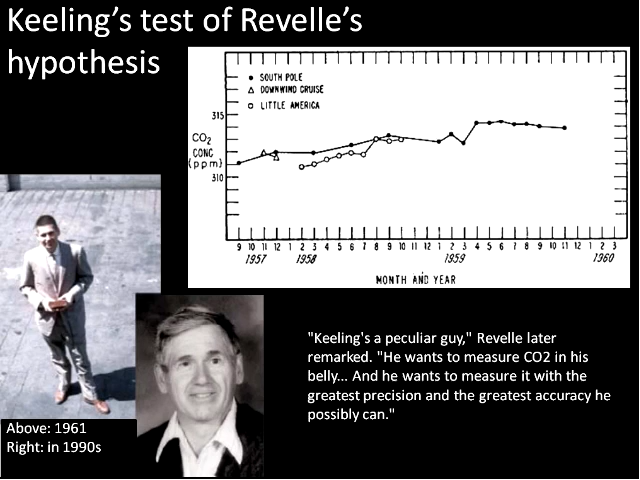 Keeling's test of Revelle's
hypothesis
SOUTH POLE
DOWNWIND CRUISE
LITTLE AMERICA
315
CO2
CONC
(ppm)
310
9 10 11 12 1 2 3 4 5 6 7 8 9 10 11 12 1 2 3 4 5 6 7 8 9 10 11 12 1 2 3
1957 1958 1959 1960
MONTH AND YEAR
"Keeling's a peculiar guy," Revelle later
remarked. "He wants to measure CO2 in his
belly... And he wants to measure it with the
greatest precision and the greatest accuracy he
possibly can."
Above: 1961
Right: in 1990s